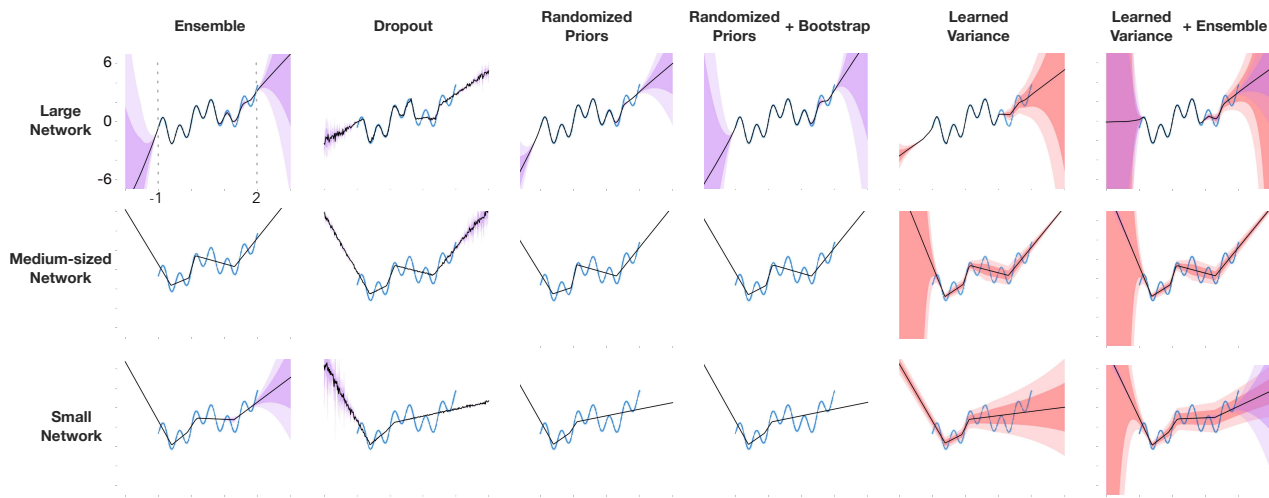 Ensemble
Dropout
Randomized
Priors
Randomized
Priors
+ Bootstrap
Learned
Variance
Learned
Variance
+ Ensemble
6
Large
Network
0
-6
-1
2
Medium-sized
Network
Small
Network